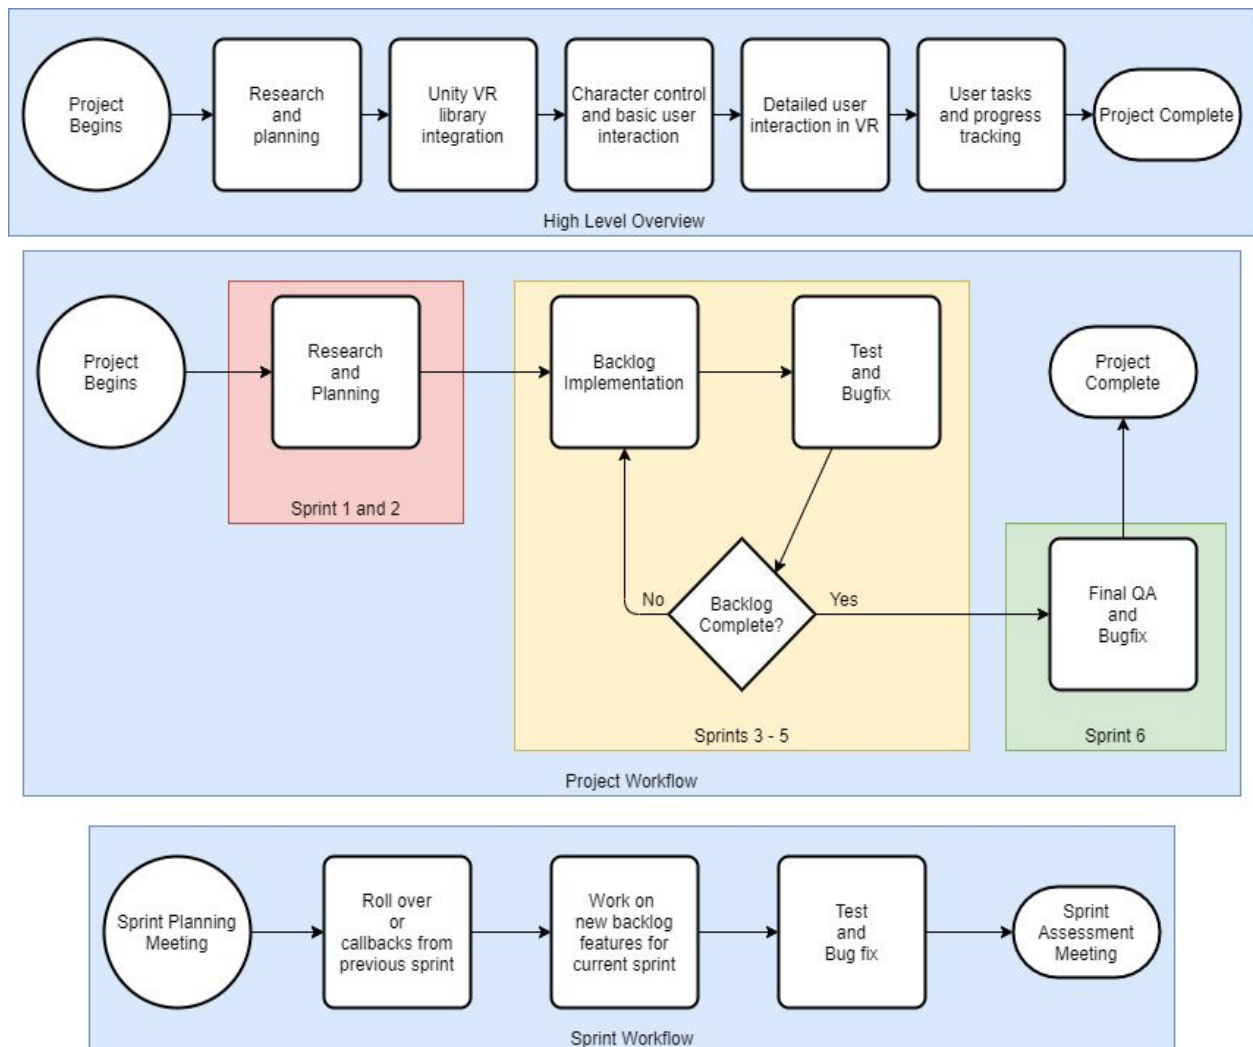 Project
Begins
Research
and
planning
Unity VR
library
integration
Character control
and basic user
interaction
Detailed user
interaction in VR
User tasks
and progress
tracking
Project Complete
High Level Overview
Project
Begins
Research
and
Planning
Sprint 1 and 2
Backlog
Implementation
Test
and
Bugfix
No
Backlog
Complete?
Yes
Sprints 3 - 5
Project
Complete
Final QA
and
Bugfix
Sprint 6
Project Workflow
Sprint Planning
Meeting
Roll over
or
callbacks from
previous sprint
Work on
new backlog
features for
current sprint
Test
and
Bug fix
Sprint
Assessment
Meeting
Sprint Workflow